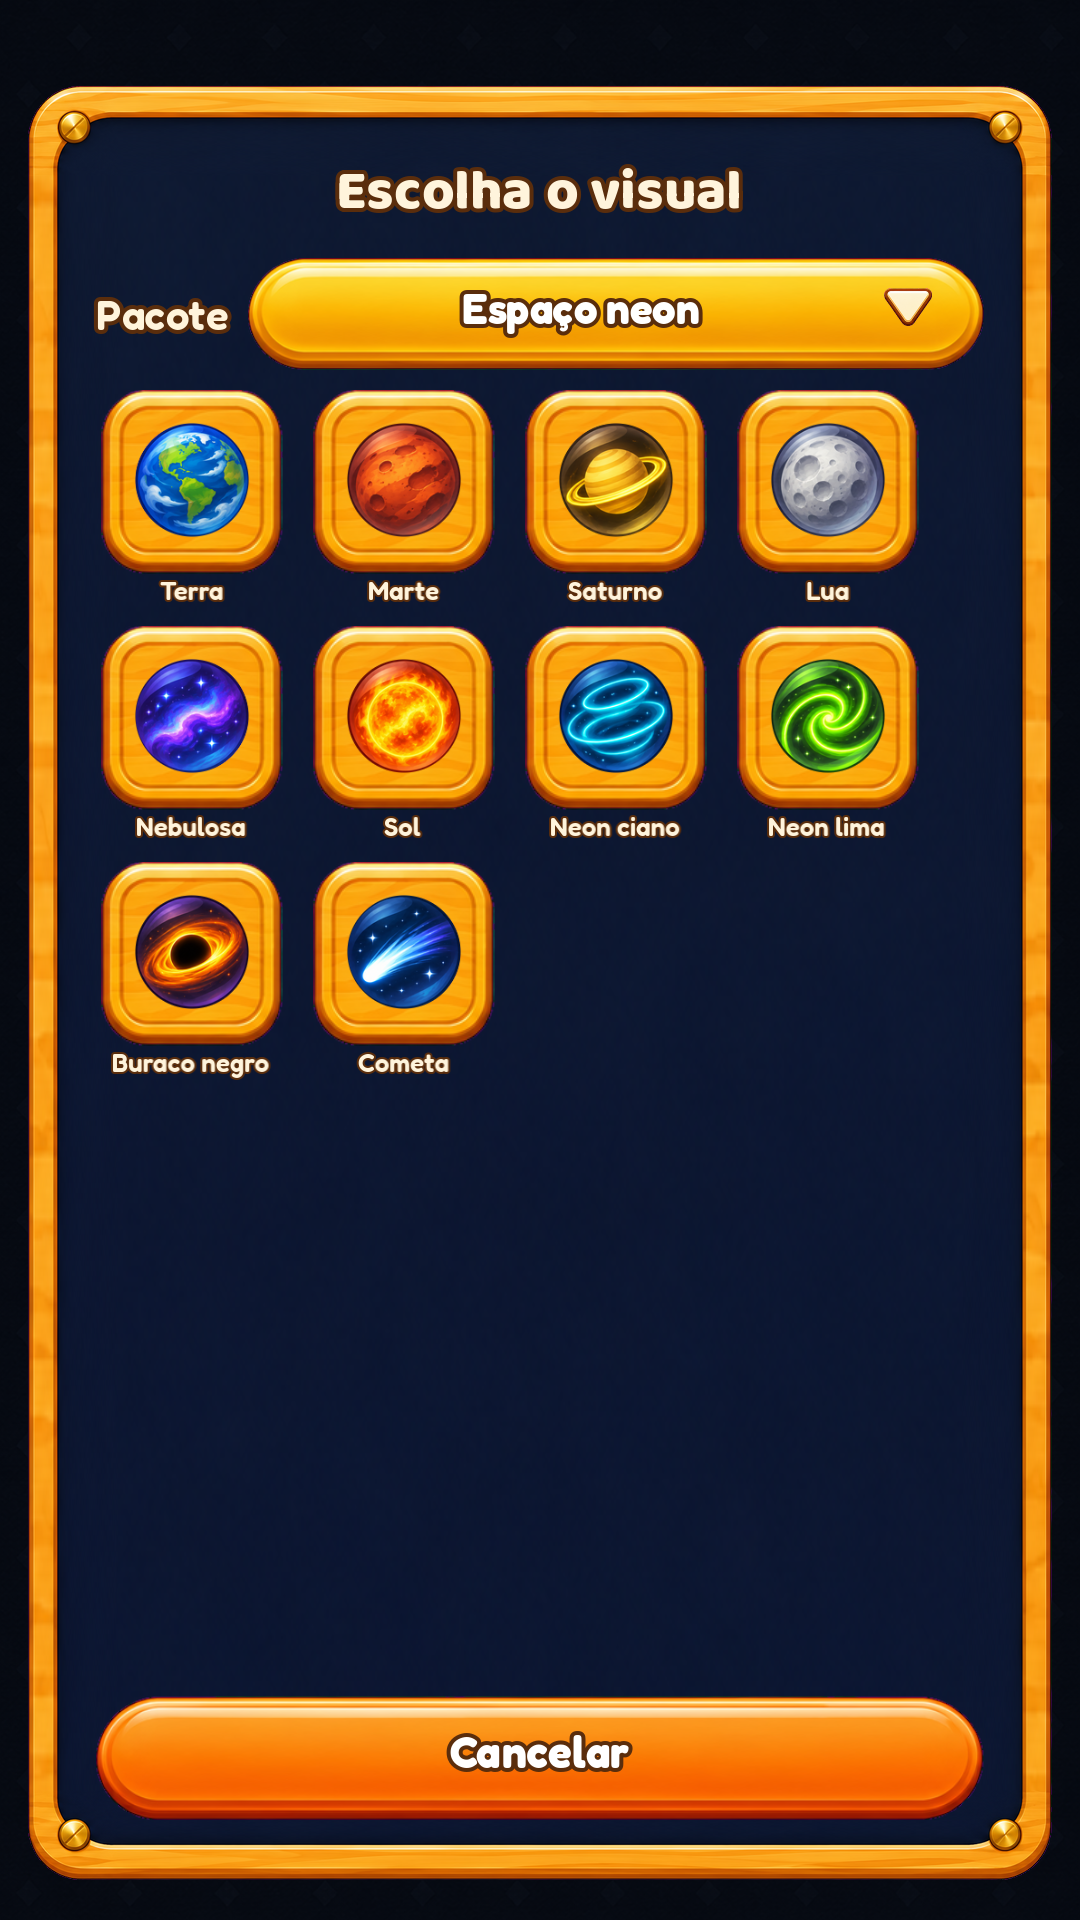 Escolha o visual
Pacote
Espaço neon
Terra
Marte
Saturno
Lua
Nebulosa
Sol
Neon ciano
Neon lima
Buraco negro
Cometa
Cancelar